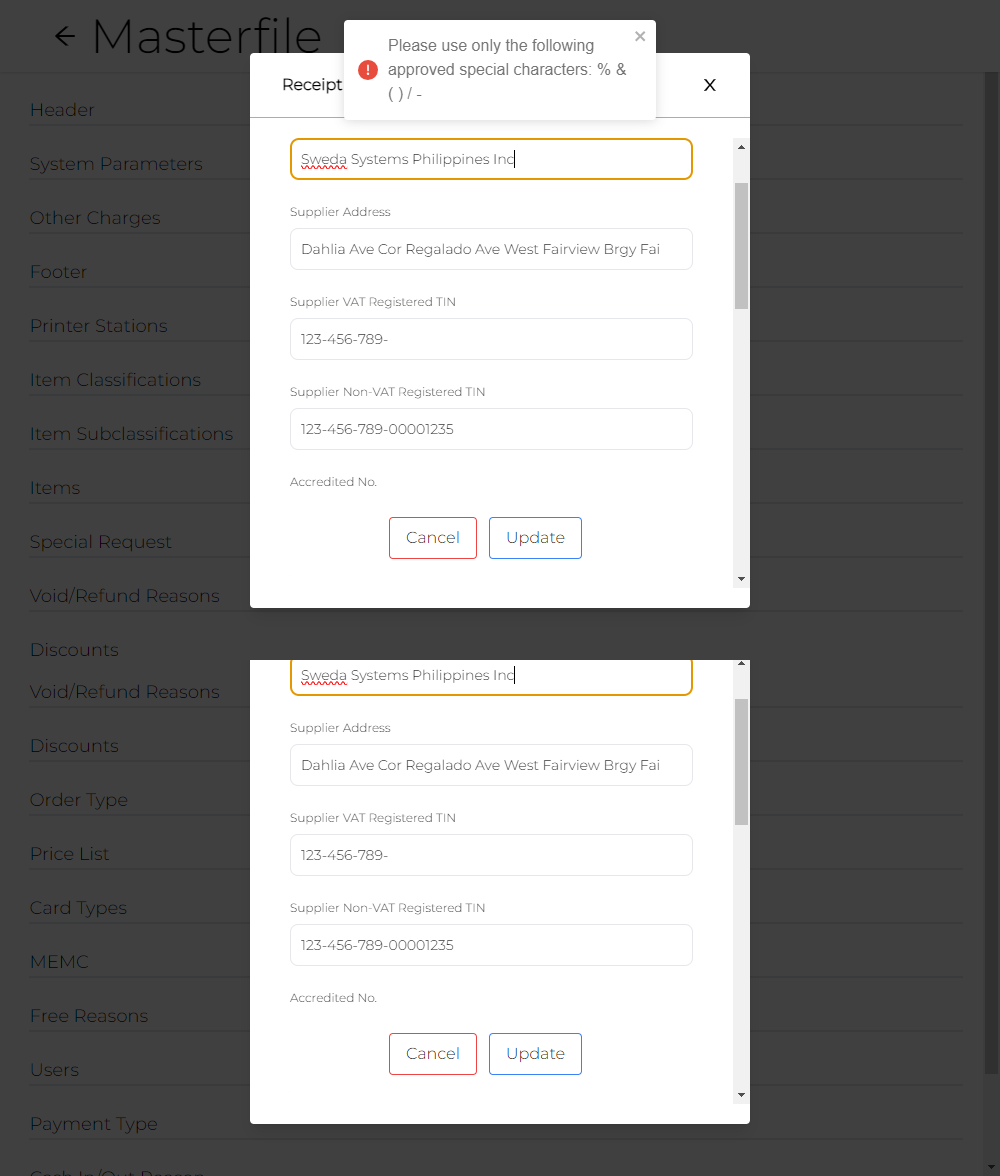 Masterfile
Please use only the following
approved special characters: % &
( ) / -
Receipt
X
Header
System Parameters
Other Charges
Footer
Printer Stations
Item Classifications
Item Subclassifications
Items
Special Request
Void/Refund Reasons
Discounts
Void/Refund Reasons
Discounts
Order Type
Price List
Card Types
MEMC
Free Reasons
Users
Payment Type
Cash In/Out Reason
Sweda Systems Philippines Inc
Supplier Address
Dahlia Ave Cor Regalado Ave West Fairview Brgy Fai
Supplier VAT Registered TIN
123-456-789-
Supplier Non-VAT Registered TIN
123-456-789-00001235
Accredited No.
Cancel Update
Sweda Systems Philippines Inc
Supplier Address
Dahlia Ave Cor Regalado Ave West Fairview Brgy Fai
Supplier VAT Registered TIN
123-456-789-
Supplier Non-VAT Registered TIN
123-456-789-00001235
Accredited No.
Cancel Update